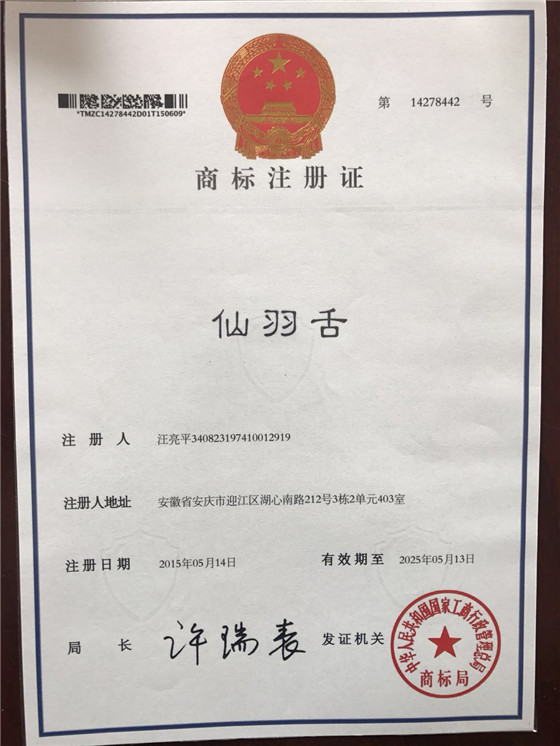 *TMZC14278442D01T150609*
第 14278442 号
商标注册证
仙羽舌
注册人 汪亮平340823197410012919
注册人地址 安徽省安庆市迎江区湖心南路212号3栋2单元403室
注册日期 2015年05月14日 有效期至 2025年05月13日
局长 许瑞表 发证机关
中华人民共和国国家工商行政管理总局
商标局